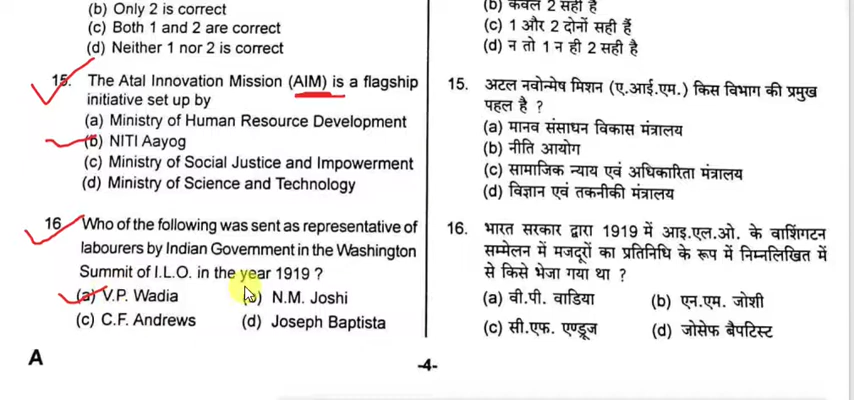 (b) Only 2 is correct
(c) Both 1 and 2 are correct
(d) Neither 1 nor 2 is correct
15. The Atal Innovation Mission (AIM) is a flagship
initiative set up by
(a) Ministry of Human Resource Development
(b) NITI Aayog
(c) Ministry of Social Justice and Impowerment
(d) Ministry of Science and Technology
16. Who of the following was sent as representative of
labourers by Indian Government in the Washington
Summit of I.L.O. in the year 1919 ?
(a) V.P. Wadia (b) N.M. Joshi
(c) C.F. Andrews (d) Joseph Baptista
(b) केवल 2 सही है
(c) 1 और 2 दोनों सही हैं
(d) न तो 1 न ही 2 सही है
15. अटल नवोन्मेष मिशन (ए.आई.एम.) किस विभाग की प्रमुख
पहल है ?
(a) मानव संसाधन विकास मंत्रालय
(b) नीति आयोग
(c) सामाजिक न्याय एवं अधिकारिता मंत्रालय
(d) विज्ञान एवं तकनीकी मंत्रालय
16. भारत सरकार द्वारा 1919 में आइ.एल.ओ. के वाशिंगटन
सम्मेलन में मजदूरों का प्रतिनिधि के रूप में निम्नलिखित में
से किसे भेजा गया था ?
(a) वी.पी. वाडिया (b) एन.एम. जोशी
(c) सी.एफ. एण्ड्रूज (d) जोसेफ बैपटिस्ट
A
-4-